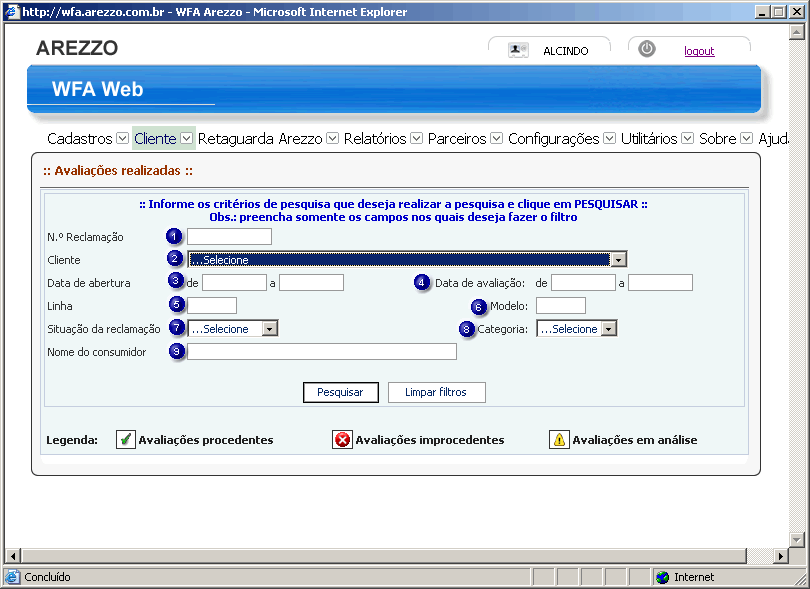 http://wfa.arezzo.com.br - WFA Arezzo - Microsoft Internet Explorer
AREZZO
ALCINDO
logout
WFA Web
Cadastros Cliente Retaguarda Arezzo Relatórios Parceiros Configurações Utilitários Sobre Ajuda
:: Avaliações realizadas ::
:: Informe os critérios de pesquisa que deseja realizar a pesquisa e clique em PESQUISAR ::
Obs.: preencha somente os campos nos quais deseja fazer o filtro
N.º Reclamação 1
Cliente 2 ...Selecione
Data de abertura 3 de a 4 Data de avaliação: de a
Linha 5 6 Modelo:
Situação da reclamação 7 ...Selecione 8 Categoria: ...Selecione
Nome do consumidor 9
Pesquisar Limpar filtros
Legenda: Avaliações procedentes Avaliações improcedentes Avaliações em análise
Concluído Internet